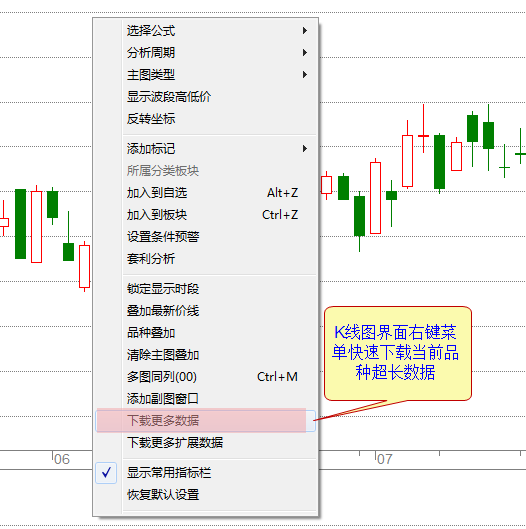 选择公式
分析周期
主图类型
显示波段高低价
反转坐标
添加标记
所属分类板块
加入到自选 Alt+Z
加入到板块 Ctrl+Z
设置条件预警
套利分析
锁定显示时段
叠加最新价线
品种叠加
清除主图叠加
多图同列(00) Ctrl+M
添加副图窗口
下载更多数据
下载更多扩展数据
显示常用指标栏
恢复默认设置
K线图界面右键菜
单快速下载当前品
种超长数据
06
07